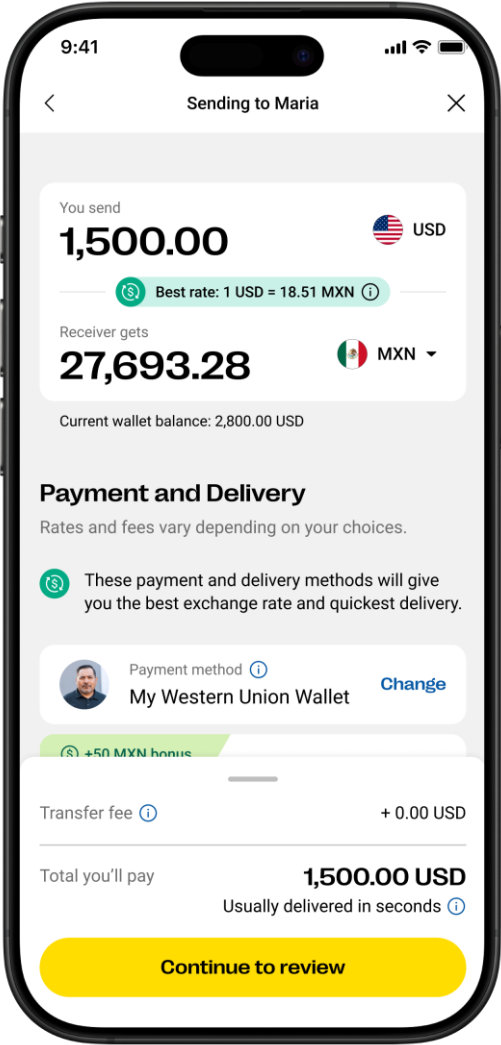 9:41
Sending to Maria
You send
1,500.00
USD
Best rate: 1 USD = 18.51 MXN
Receiver gets
27,693.28
MXN
Current wallet balance: 2,800.00 USD
Payment and Delivery
Rates and fees vary depending on your choices.
These payment and delivery methods will give
you the best exchange rate and quickest delivery.
Payment method
My Western Union Wallet
Change
+50 MXN bonus
Transfer fee
+ 0.00 USD
Total you'll pay
1,500.00 USD
Usually delivered in seconds
Continue to review